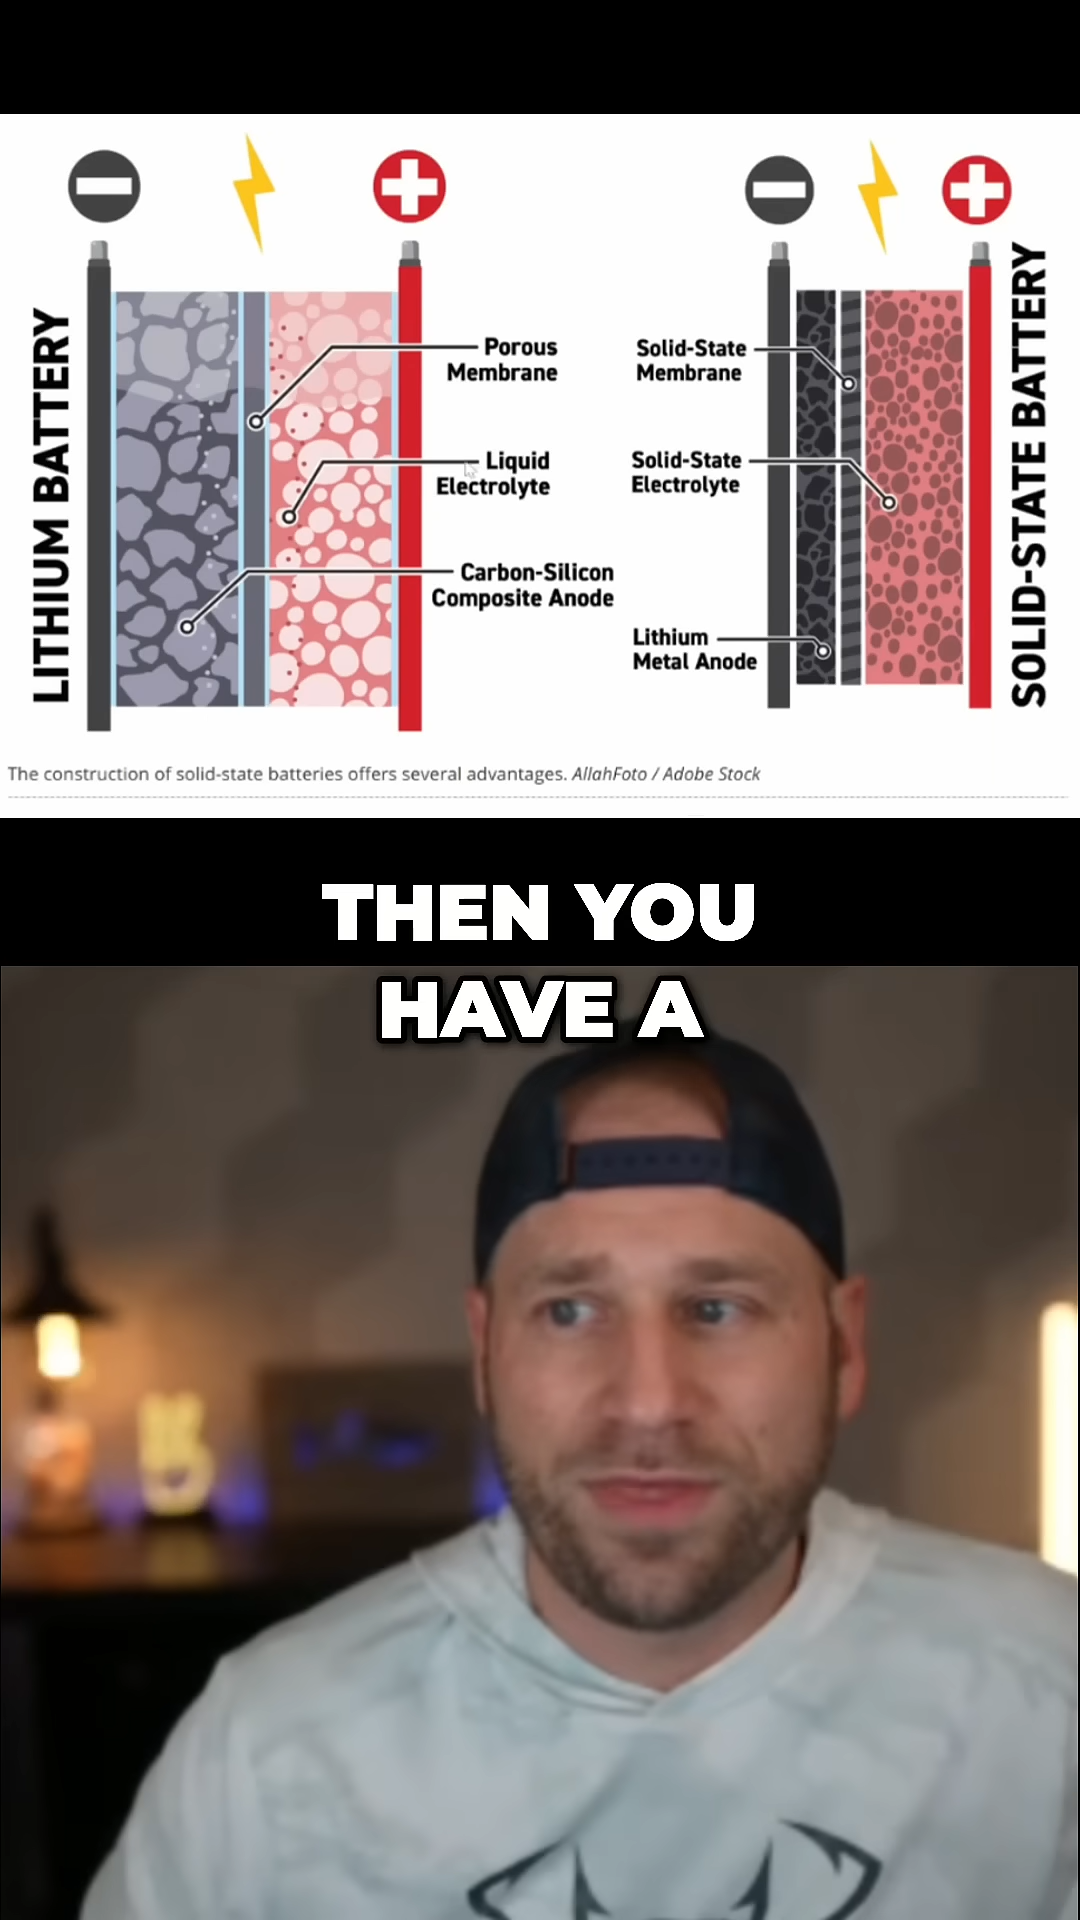 LITHIUM BATTERY
Porous
Membrane
Liquid
Electrolyte
Carbon-Silicon
Composite Anode
Solid-State
Membrane
Solid-State
Electrolyte
Lithium
Metal Anode
SOLID-STATE BATTERY
The construction of solid-state batteries offers several advantages. AllahFoto / Adobe Stock
THEN YOU
HAVE A